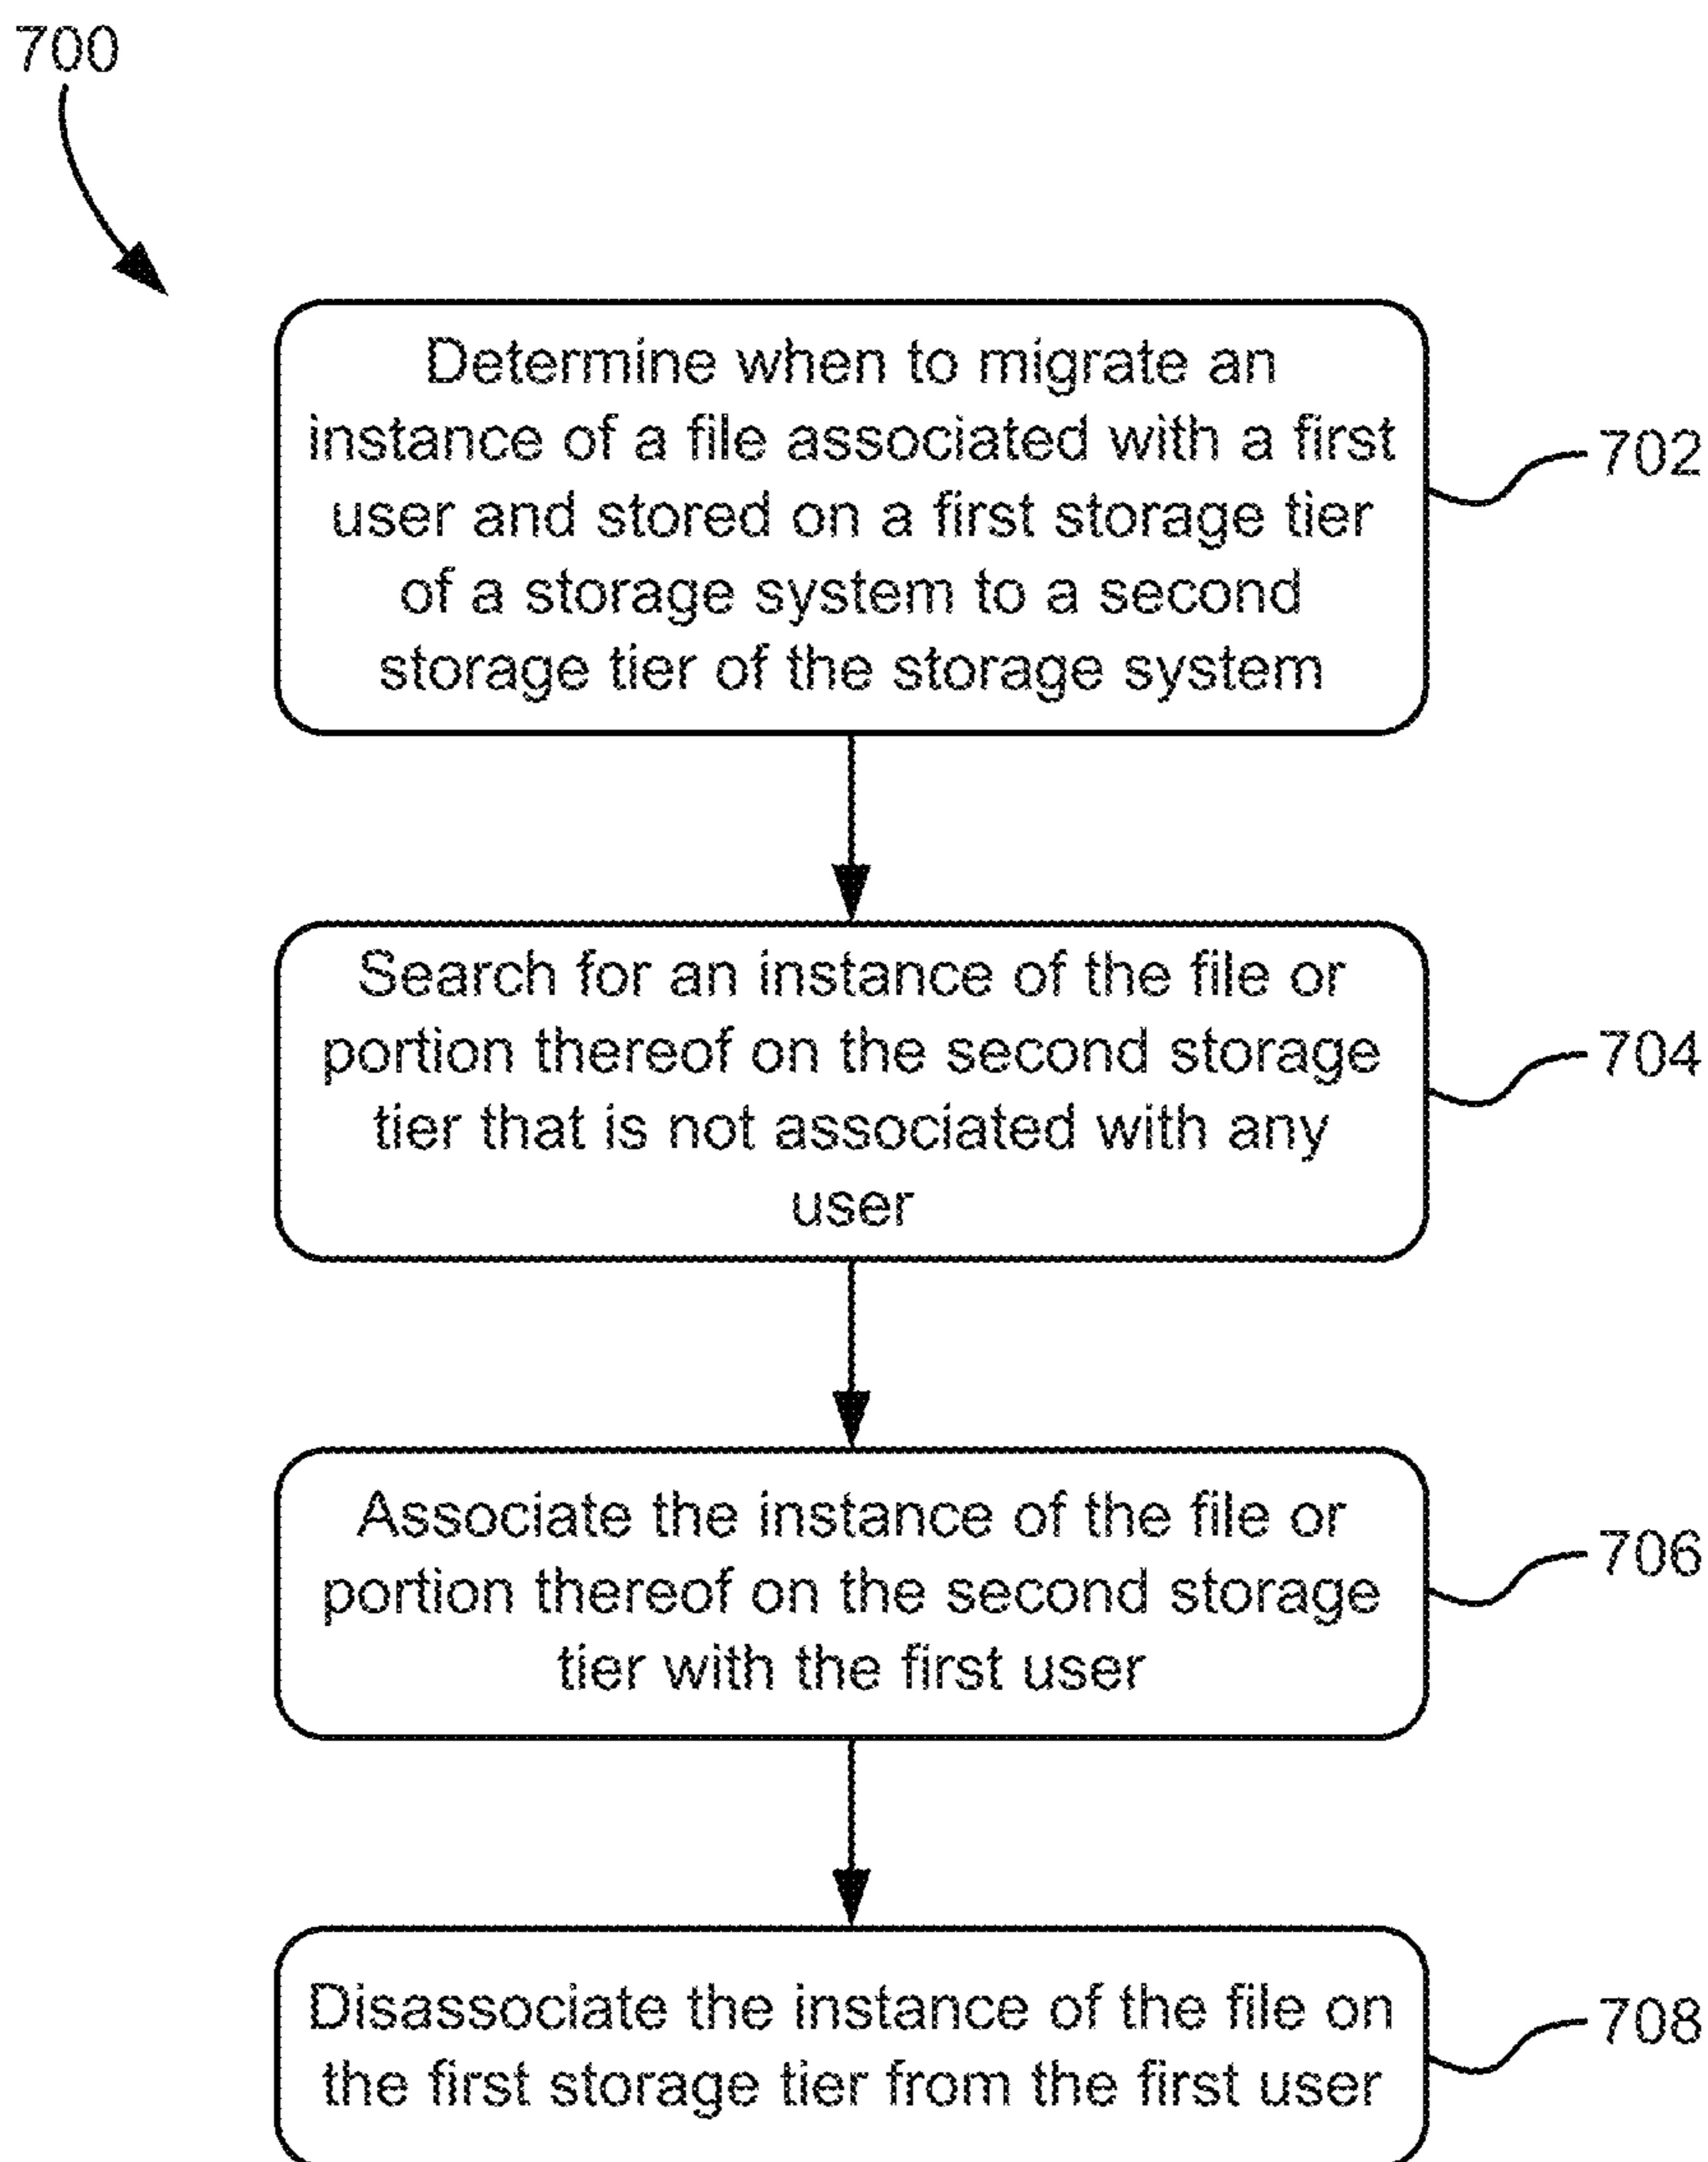 700
Determine when to migrate an
instance of a file associated with a first
user and stored on a first storage tier
of a storage system to a second
storage tier of the storage system
702
Search for an instance of the file or
portion thereof on the second storage
tier that is not associated with any
user
704
Associate the instance of the file or
portion thereof on the second storage
tier with the first user
706
Disassociate the instance of the file on
the first storage tier from the first user
708